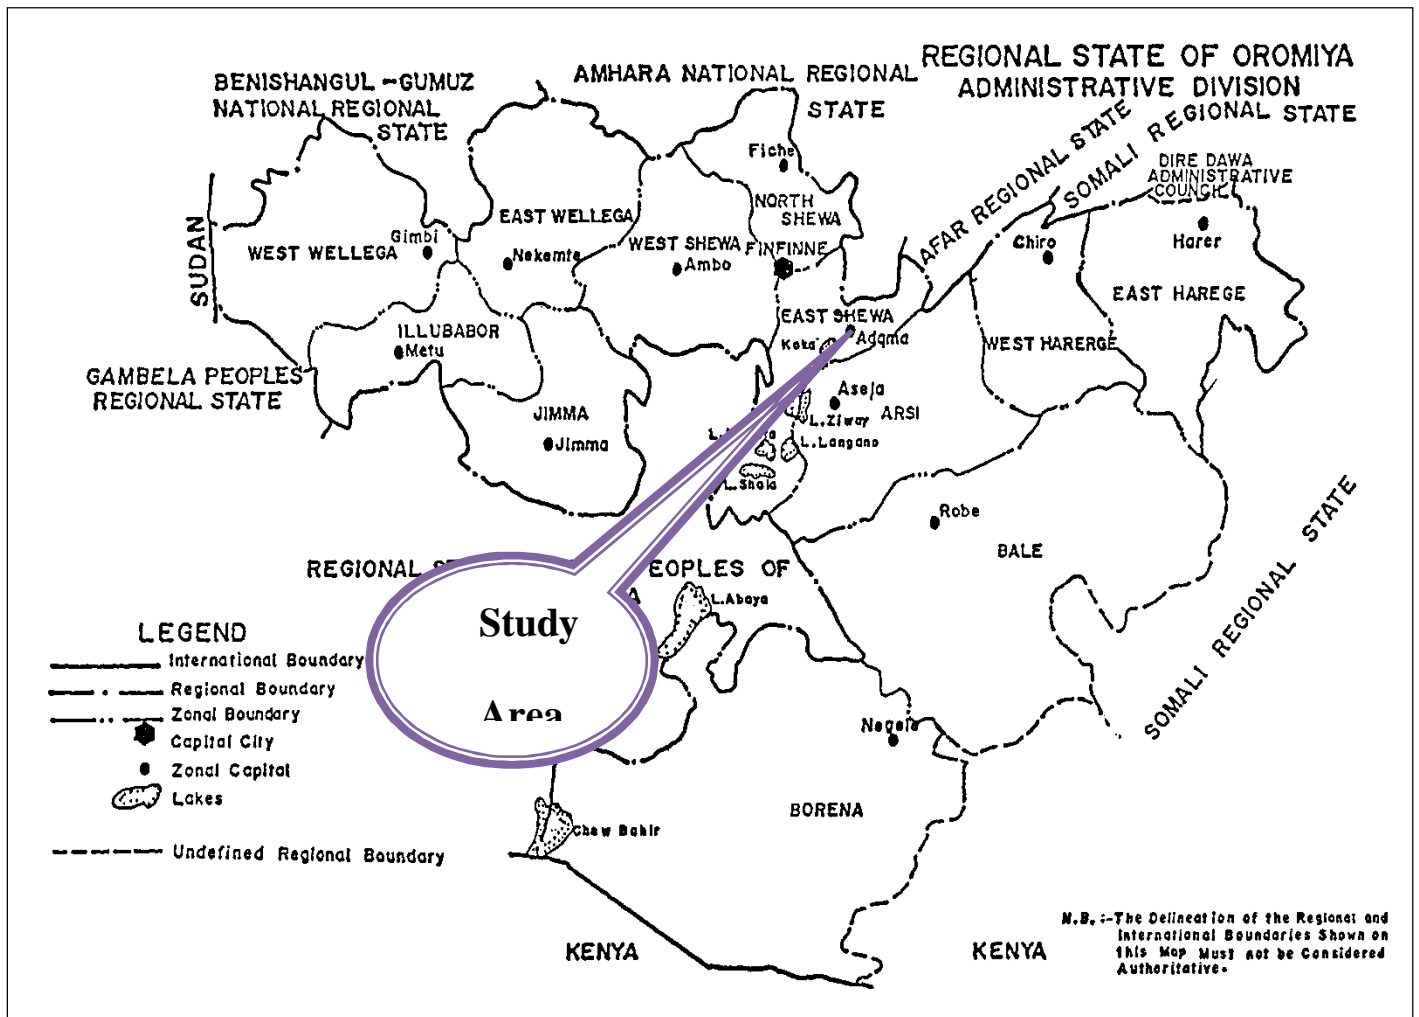 REGIONAL STATE OF OROMIYA
ADMINISTRATIVE DIVISION
BENISHANGUL-GUMUZ
NATIONAL REGIONAL
STATE
AMHARA NATIONAL REGIONAL
STATE
AFAR REGIONAL STATE
SOMALI REGIONAL STATE
DIRE DAWA
ADMINISTRATIVE
COUNCIL
Fiche
NORTH
SHEWA
EAST WELLEGA
WEST SHEWA
FINFINNE
Gimbi
WEST WELLEGA
Nekemte
Ambo
Chiro
Harer
SUDAN
EAST HAREGE
EAST SHEWA
Koka
Adama
ILLUBABOR
Metu
WEST HARERGE
GAMBELA PEOPLES
REGIONAL STATE
Asela
ARSI
JIMMA
Jimma
L.Ziway
L.
L.Langano
L.Shala
Robe
BALE
SOMALI REGIONAL STATE
REGIONAL
EOPLES OF
L.Abaya
Study
Area
LEGEND
International Boundary
Regional Boundary
Zonal Boundary
Capital City
Zonal Capital
Lakes
Undefined Regional Boundary
Negele
BORENA
Chew Bahir
KENYA
KENYA
N.B. :-The Delineation of the Regional and
International Boundaries Shown on
this Map Must not be Considered
Authoritative.